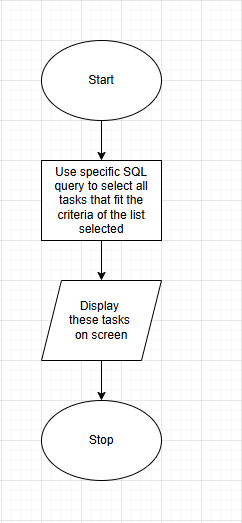 Start
Use specific SQL
query to select all
tasks that fit the
criteria of the list
selected
Display
these tasks
on screen
Stop